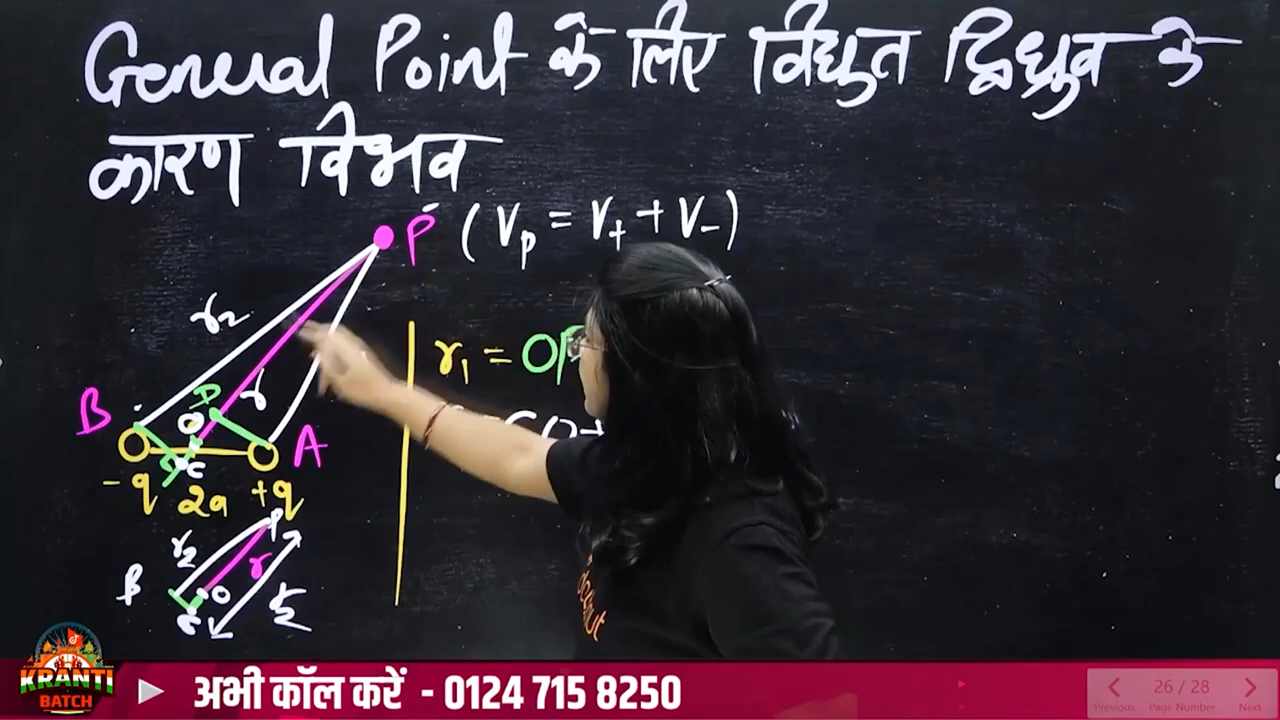 General Point के लिए विद्युत द्विध्रुव के
कारण विभव
P (Vp = V+ + V-)
r2
r1 = OP
B
D
r
O
A
C
-q 2a +q
P
r2
r
B
O
r2
C
KRANTI
BATCH
अभी कॉल करें - 0124 715 8250
26 / 28
Previous Page Number Next